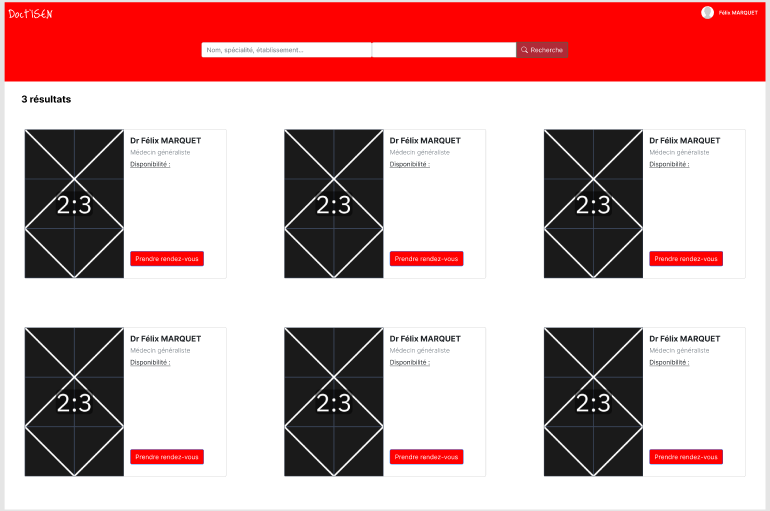 Doct'ISEN
Félix MARQUET
Nom, spécialité, établissement...
Recherche
3 résultats
2:3
Dr Félix MARQUET
Médecin généraliste
Disponibilité :
Prendre rendez-vous
2:3
Dr Félix MARQUET
Médecin généraliste
Disponibilité :
Prendre rendez-vous
2:3
Dr Félix MARQUET
Médecin généraliste
Disponibilité :
Prendre rendez-vous
2:3
Dr Félix MARQUET
Médecin généraliste
Disponibilité :
Prendre rendez-vous
2:3
Dr Félix MARQUET
Médecin généraliste
Disponibilité :
Prendre rendez-vous
2:3
Dr Félix MARQUET
Médecin généraliste
Disponibilité :
Prendre rendez-vous